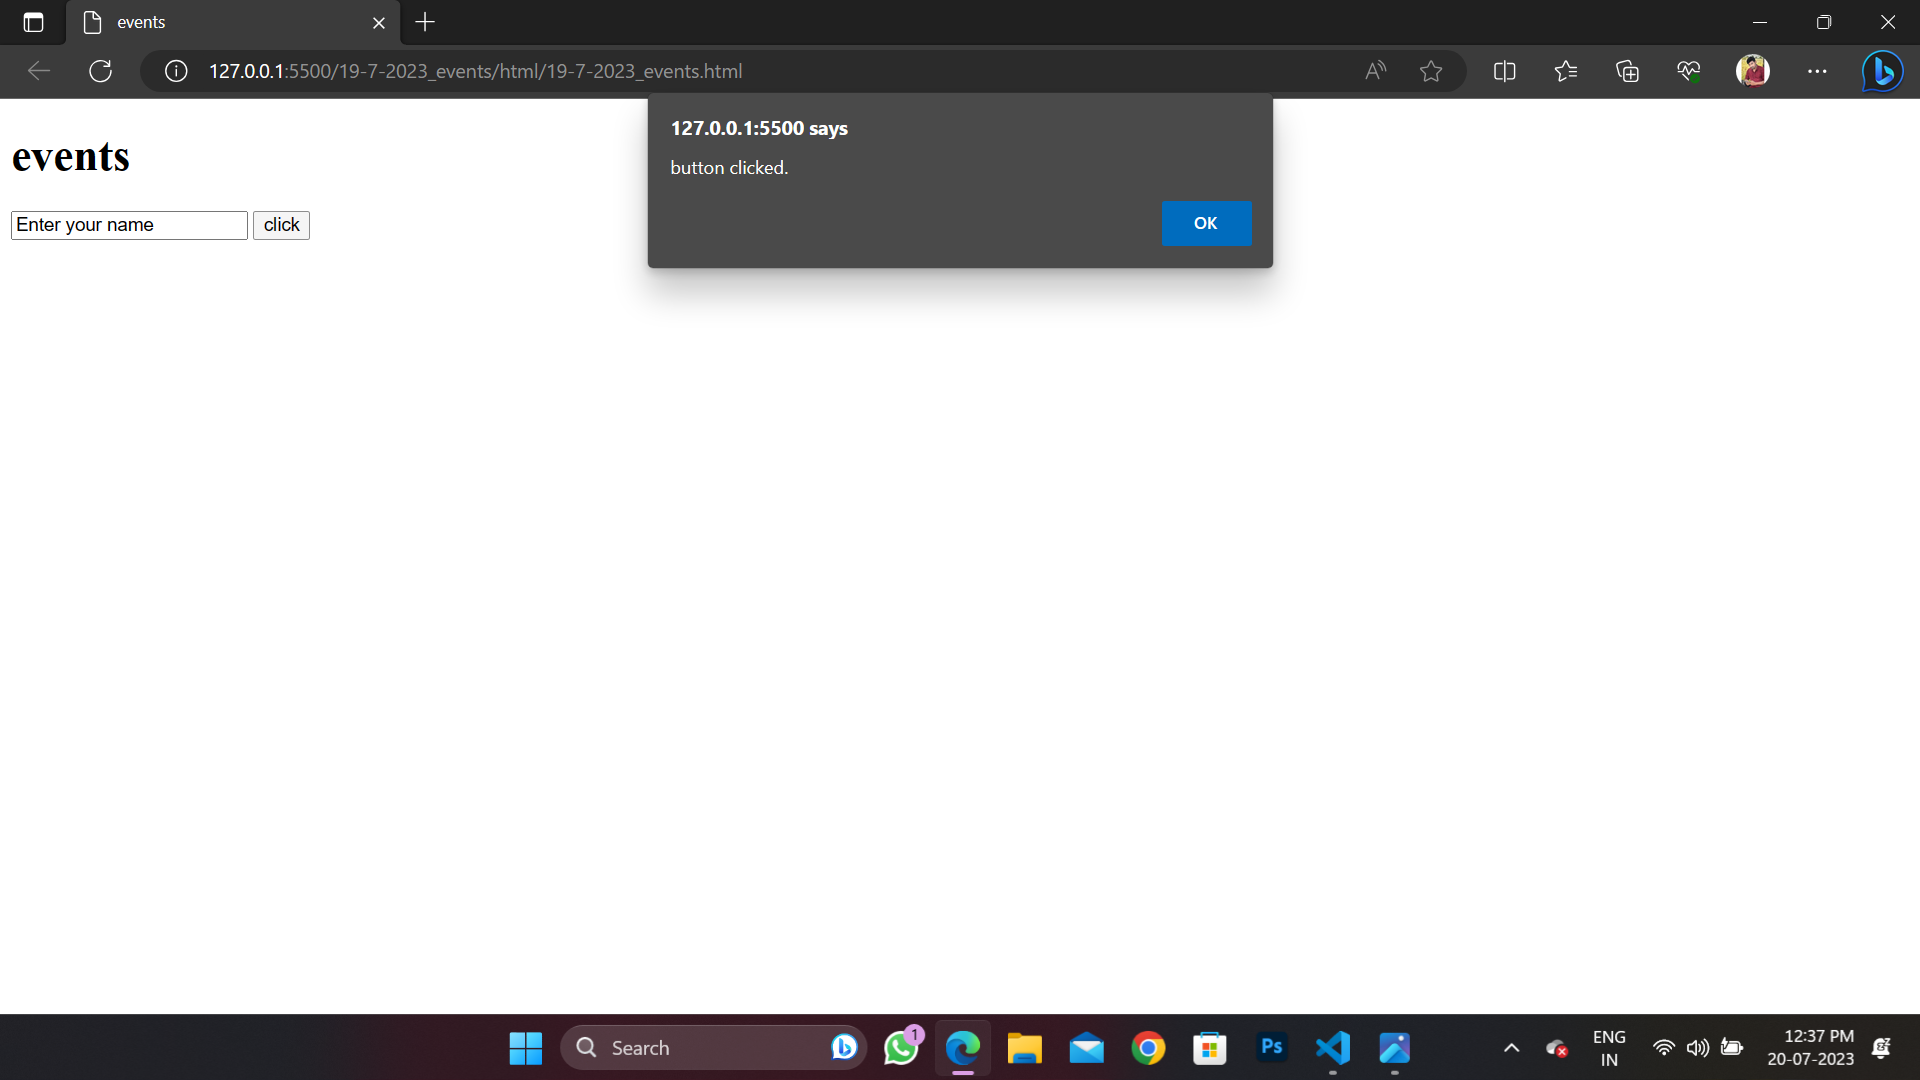 events
127.0.0.1:5500/19-7-2023_events/html/19-7-2023_events.html
127.0.0.1:5500 says
button clicked.
OK
events
Enter your name click
Search
1
Ps
ENG
IN
12:37 PM
20-07-2023